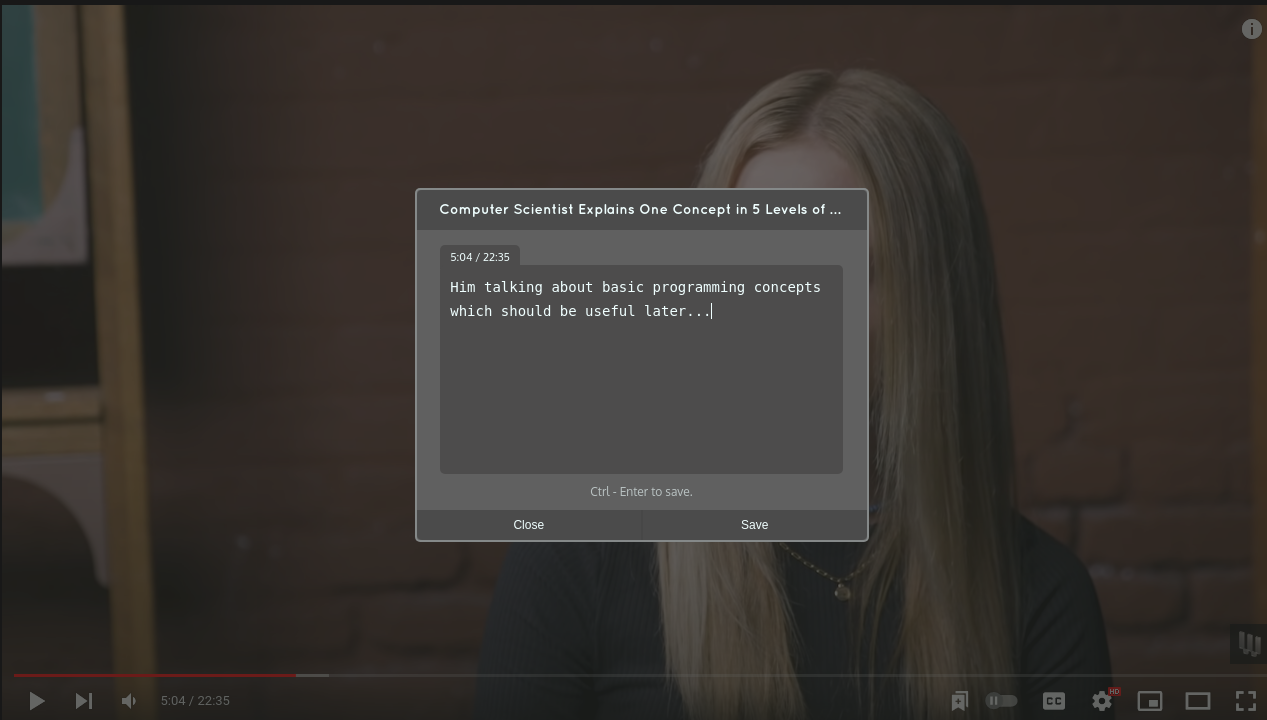 Computer Scientist Explains One Concept in 5 Levels of ...
5:04 / 22:35
Him talking about basic programming concepts
which should be useful later...
Ctrl - Enter to save.
Close
Save
5:04 / 22:35
CC
HD